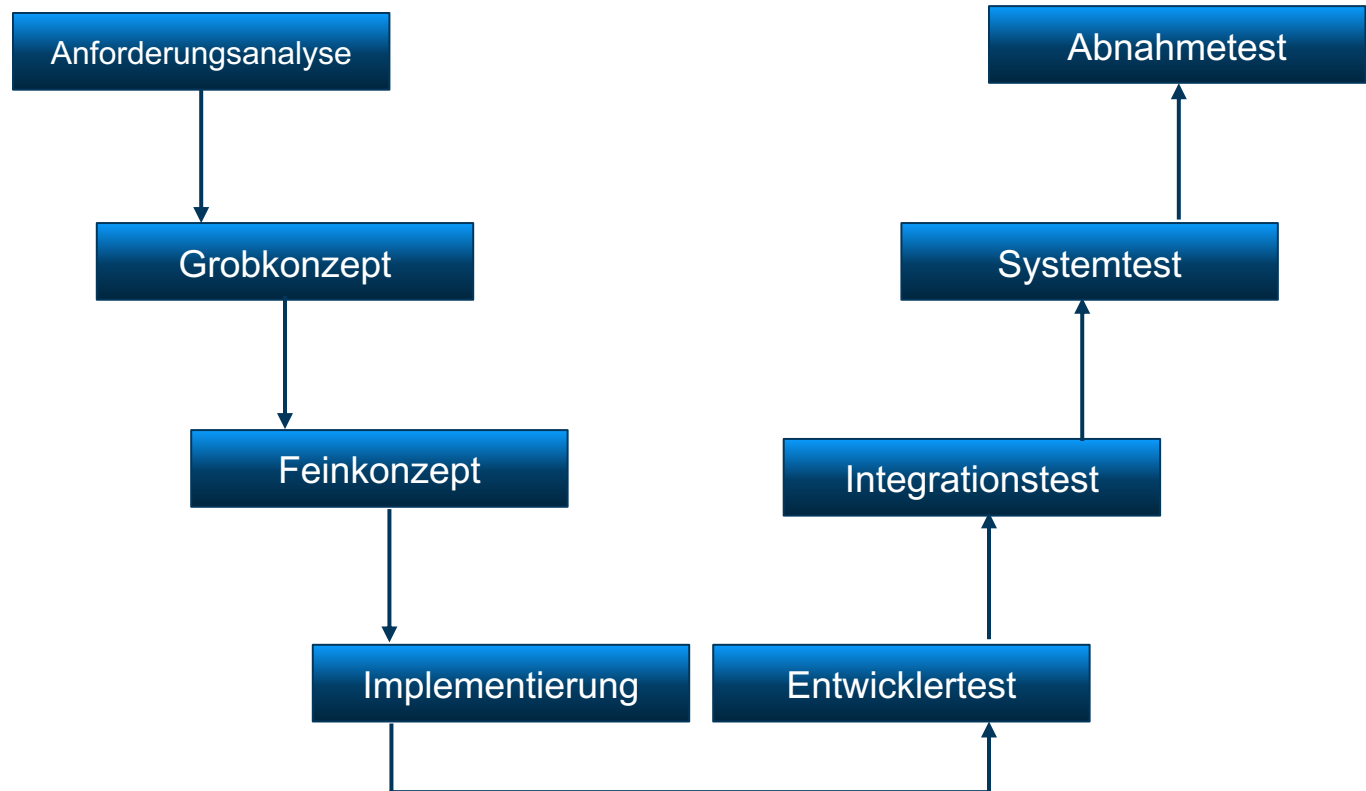 Anforderungsanalyse
Abnahmetest
Grobkonzept
Systemtest
Feinkonzept
Integrationstest
Implementierung
Entwicklertest